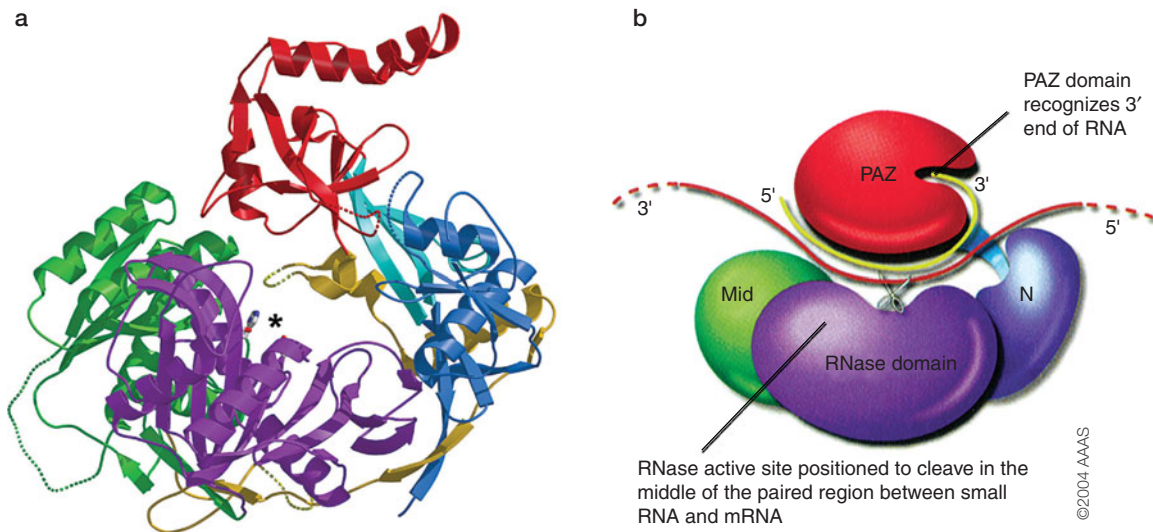 a
*
b
PAZ domain
recognizes 3′
end of RNA
PAZ
5'
3'
3'
5'
Mid
N
RNase domain
RNase active site positioned to cleave in the
middle of the paired region between small
RNA and mRNA
©2004 AAAS